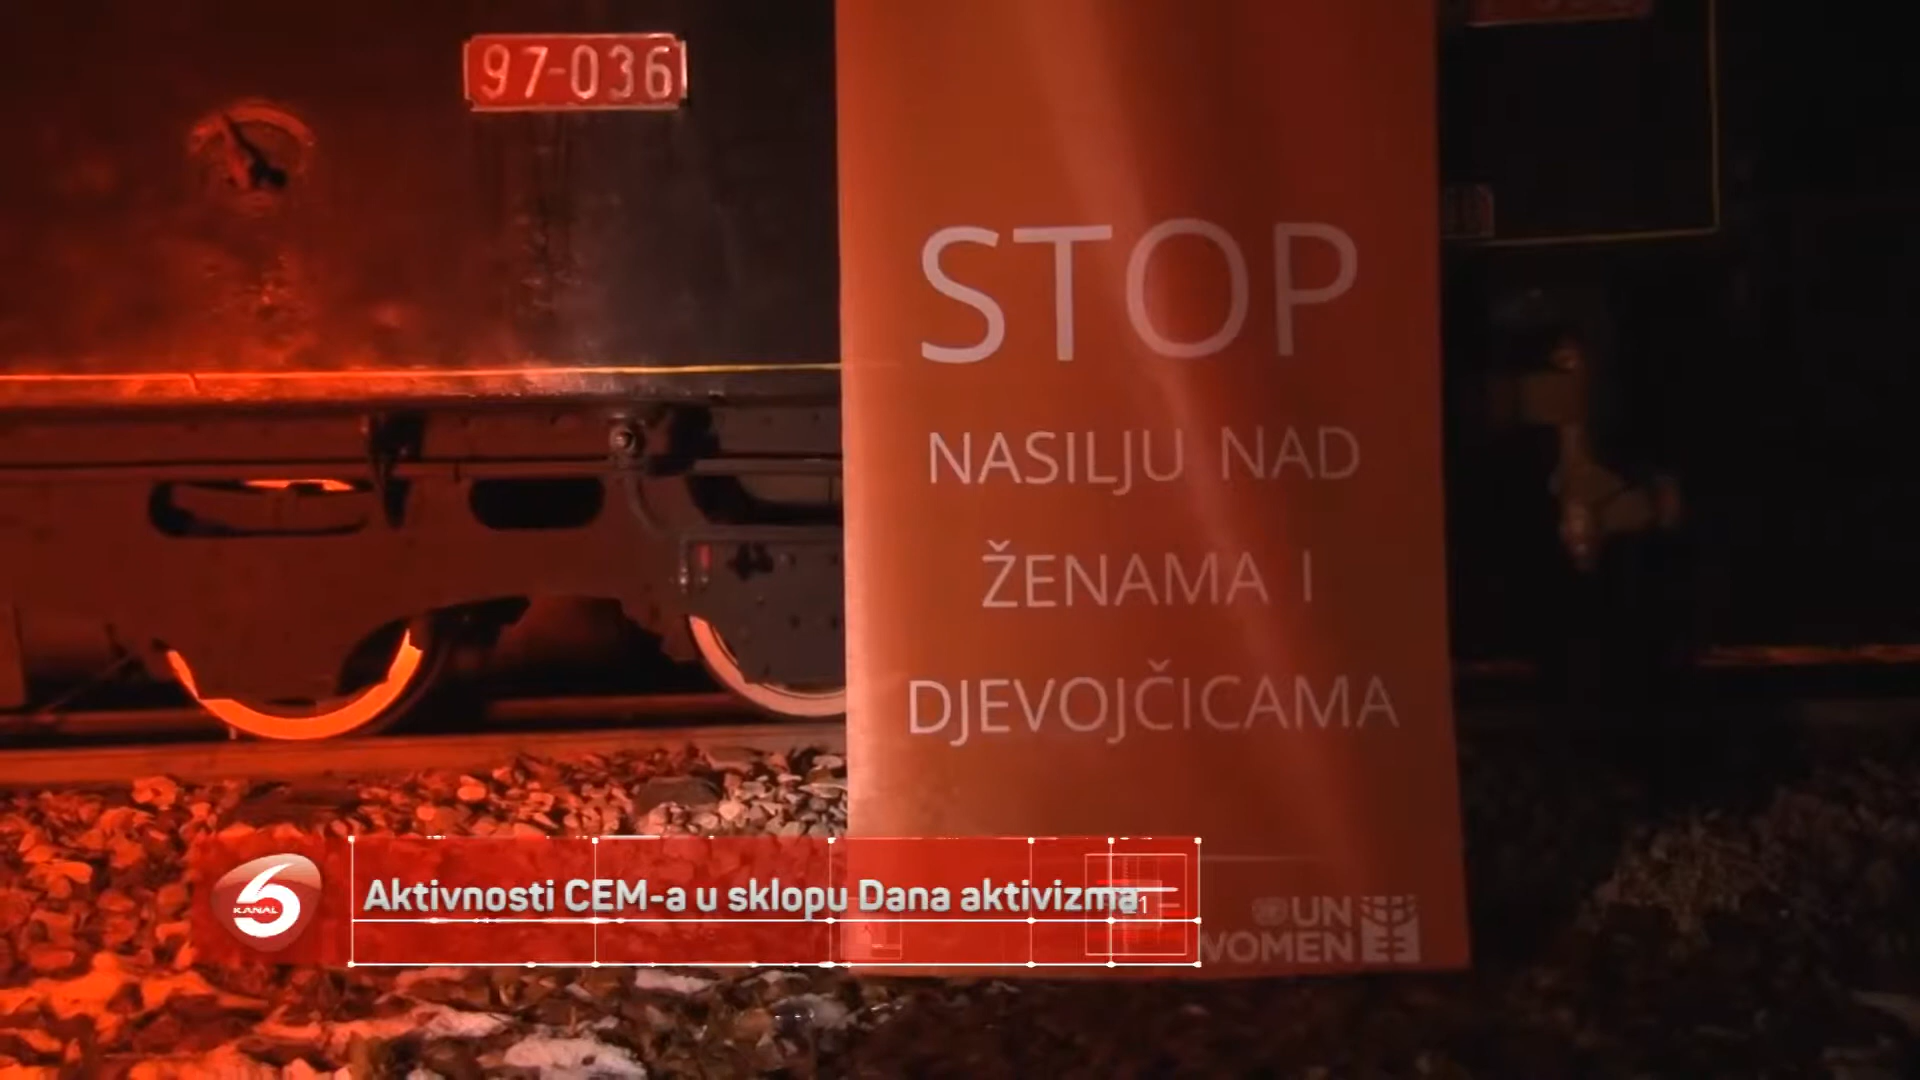 97-036
STOP
NASILJU NAD
ŽENAMA I
DJEVOJČICAMA
6
KANAL
Aktivnosti CEM-a u sklopu Dana aktivizma
UN
WOMEN